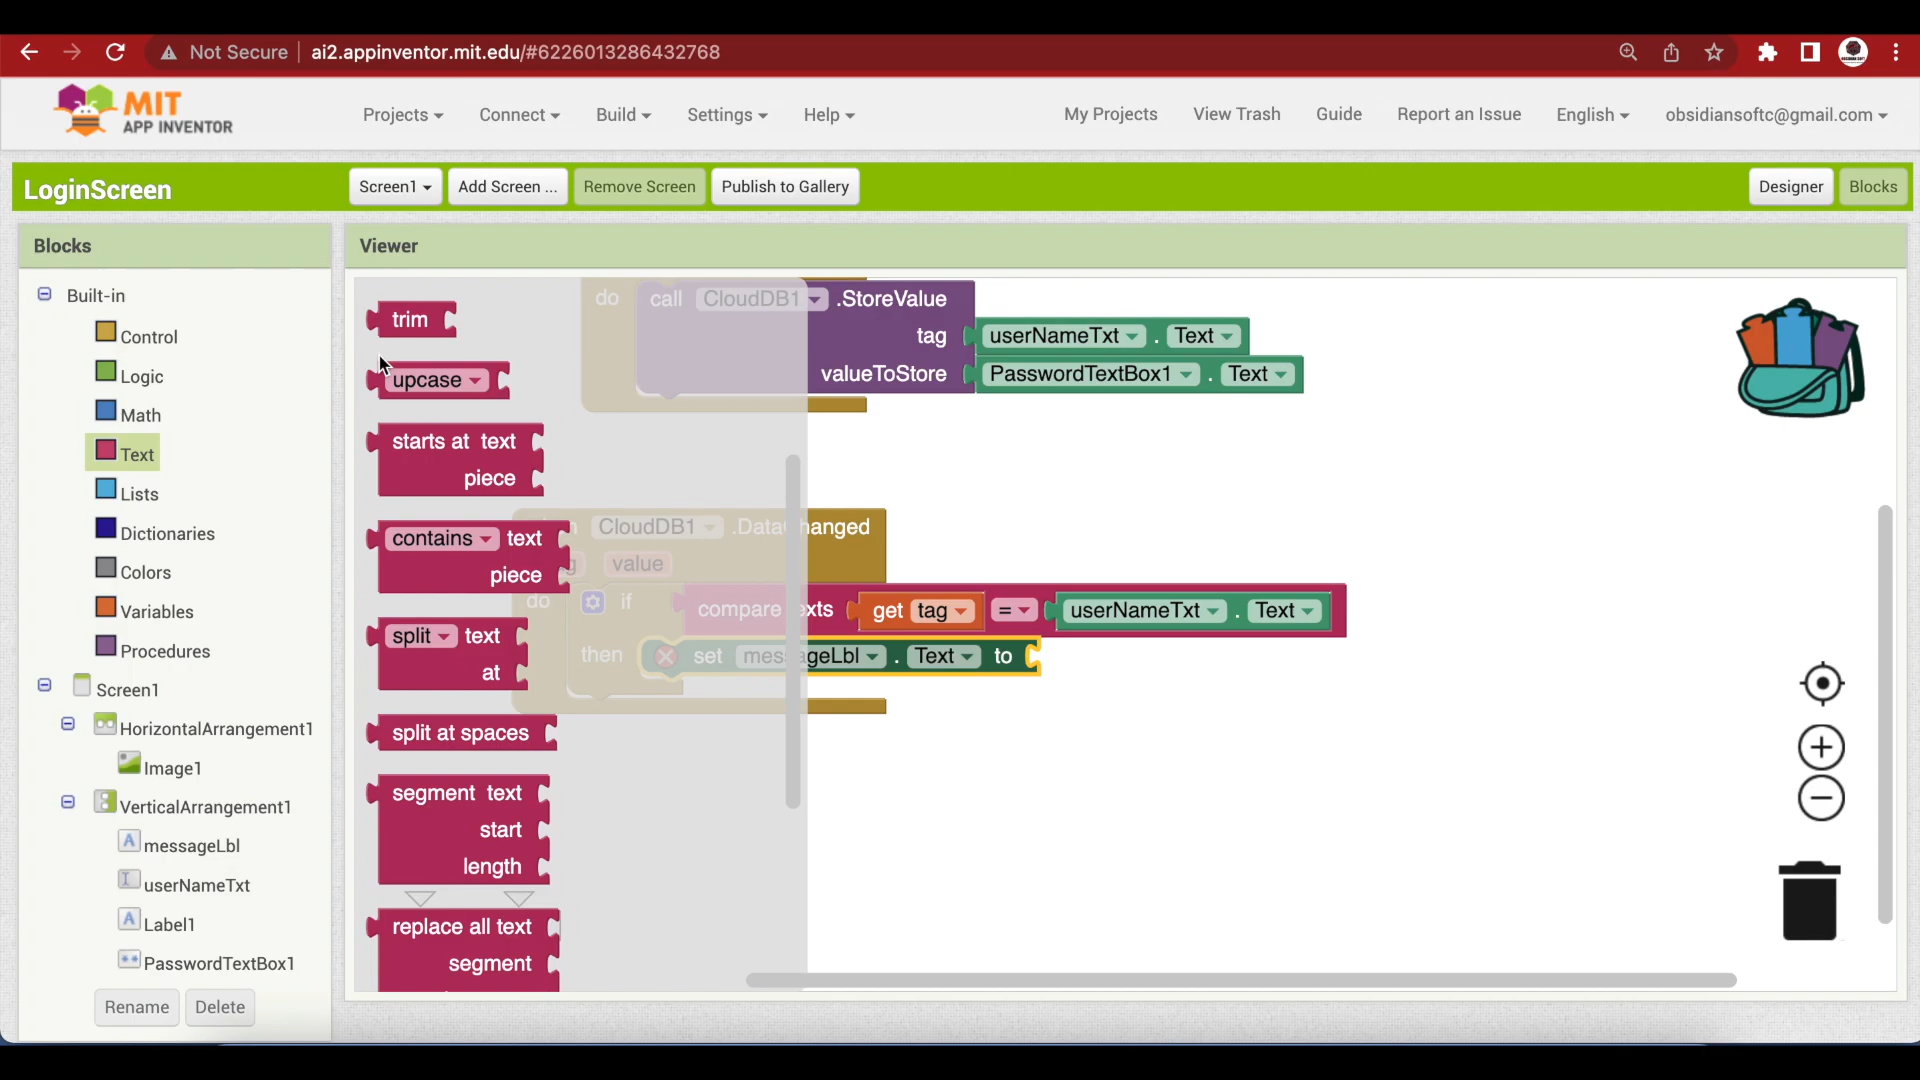 Not Secure
ai2.appinventor.mit.edu/#6226013286432768
MIT
APP INVENTOR
Projects
Connect
Build
Settings
Help
My Projects
View Trash
Guide
Report an Issue
English
obsidiansoftc@gmail.com
LoginScreen
Screen1
Add Screen ...
Remove Screen
Publish to Gallery
Designer
Blocks
Blocks
Viewer
Built-in
Control
Logic
Math
Text
Lists
Dictionaries
Colors
Variables
Procedures
Screen1
HorizontalArrangement1
Image1
VerticalArrangement1
messageLbl
userNameTxt
Label1
PasswordTextBox1
Rename
Delete
trim
upcase
starts at text
piece
contains text
piece
split text
at
split at spaces
segment text
start
length
replace all text
segment
do call CloudDB1 .StoreValue
tag userNameTxt . Text
valueToStore PasswordTextBox1 . Text
CloudDB1
value
do if get tag = userNameTxt . Text
then set messageLbl . Text to